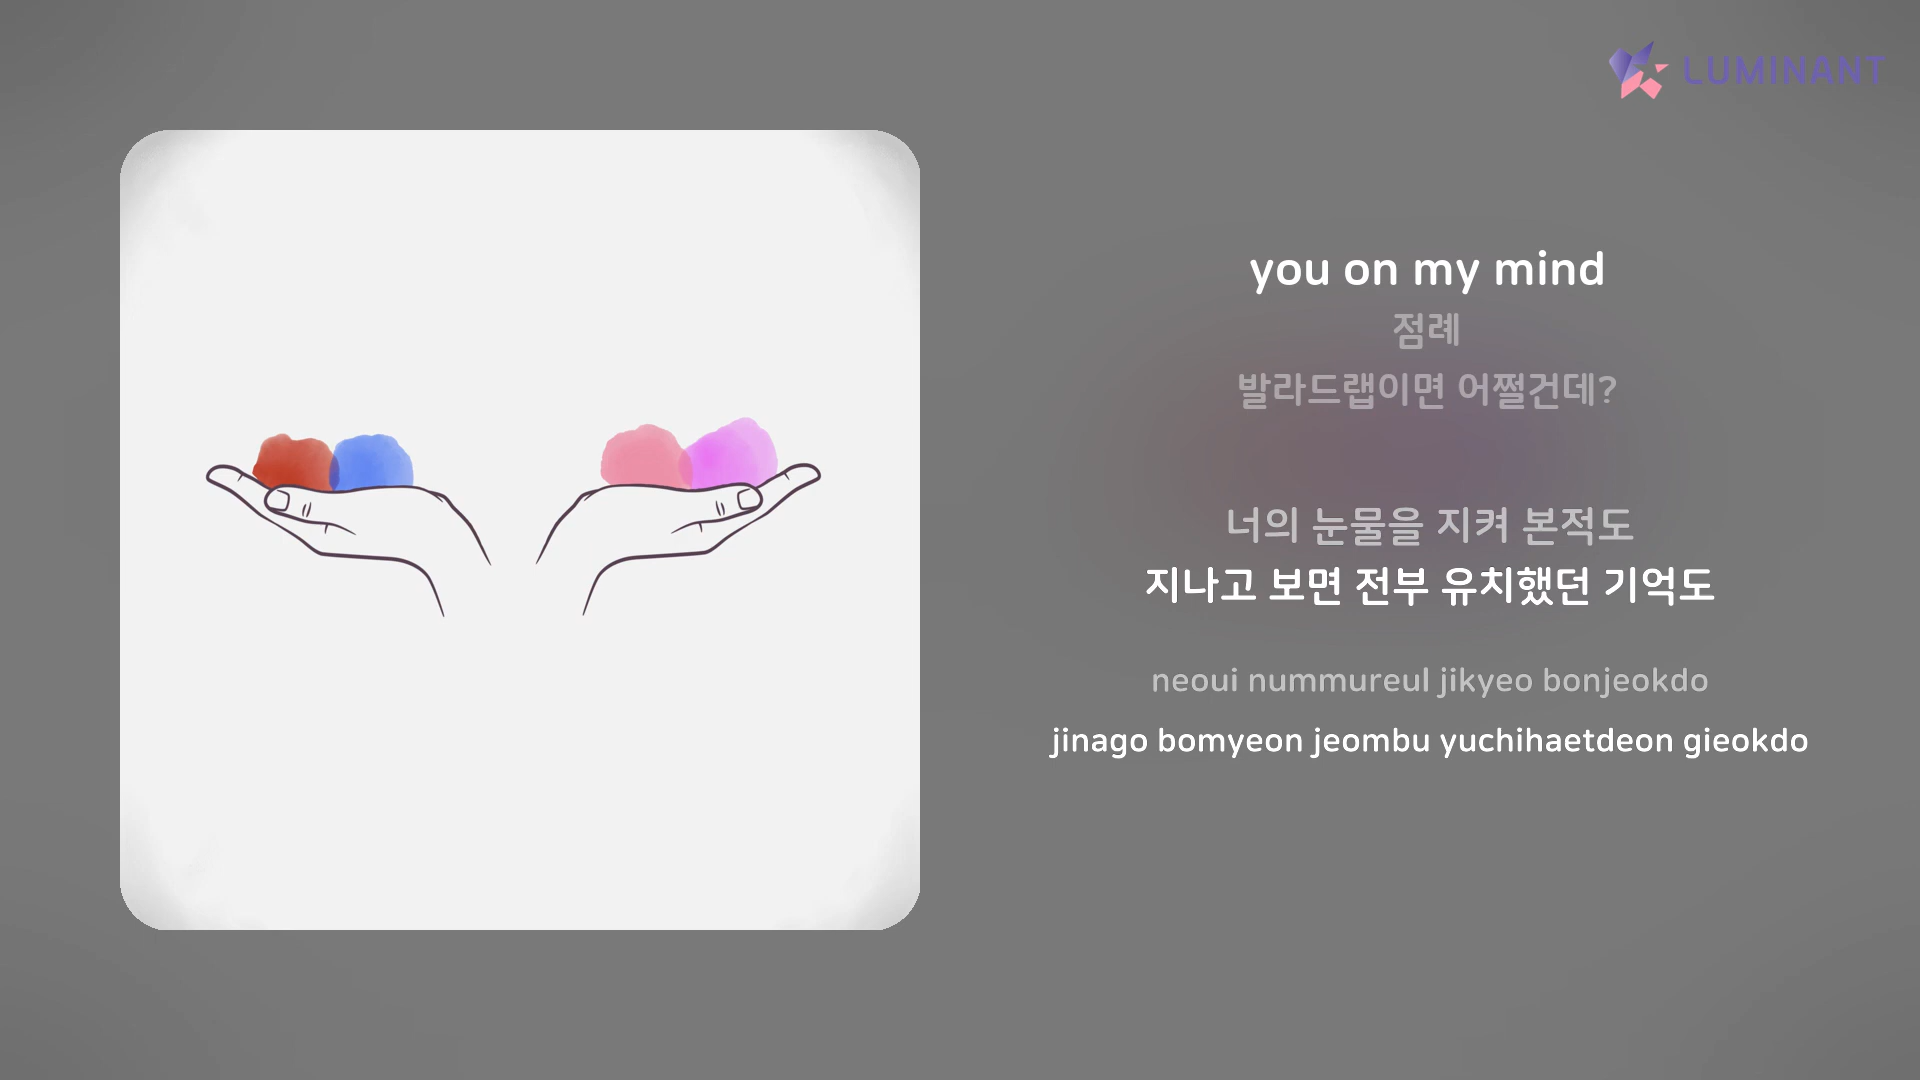 LUMINANT
you on my mind
점례
발라드랩이면 어쩔건데?
너의 눈물을 지켜 본적도
지나고 보면 전부 유치했던 기억도
neoui nummureul jikyeo bonjeokdo
jinago bomyeon jeombu yuchihaetdeon gieokdo